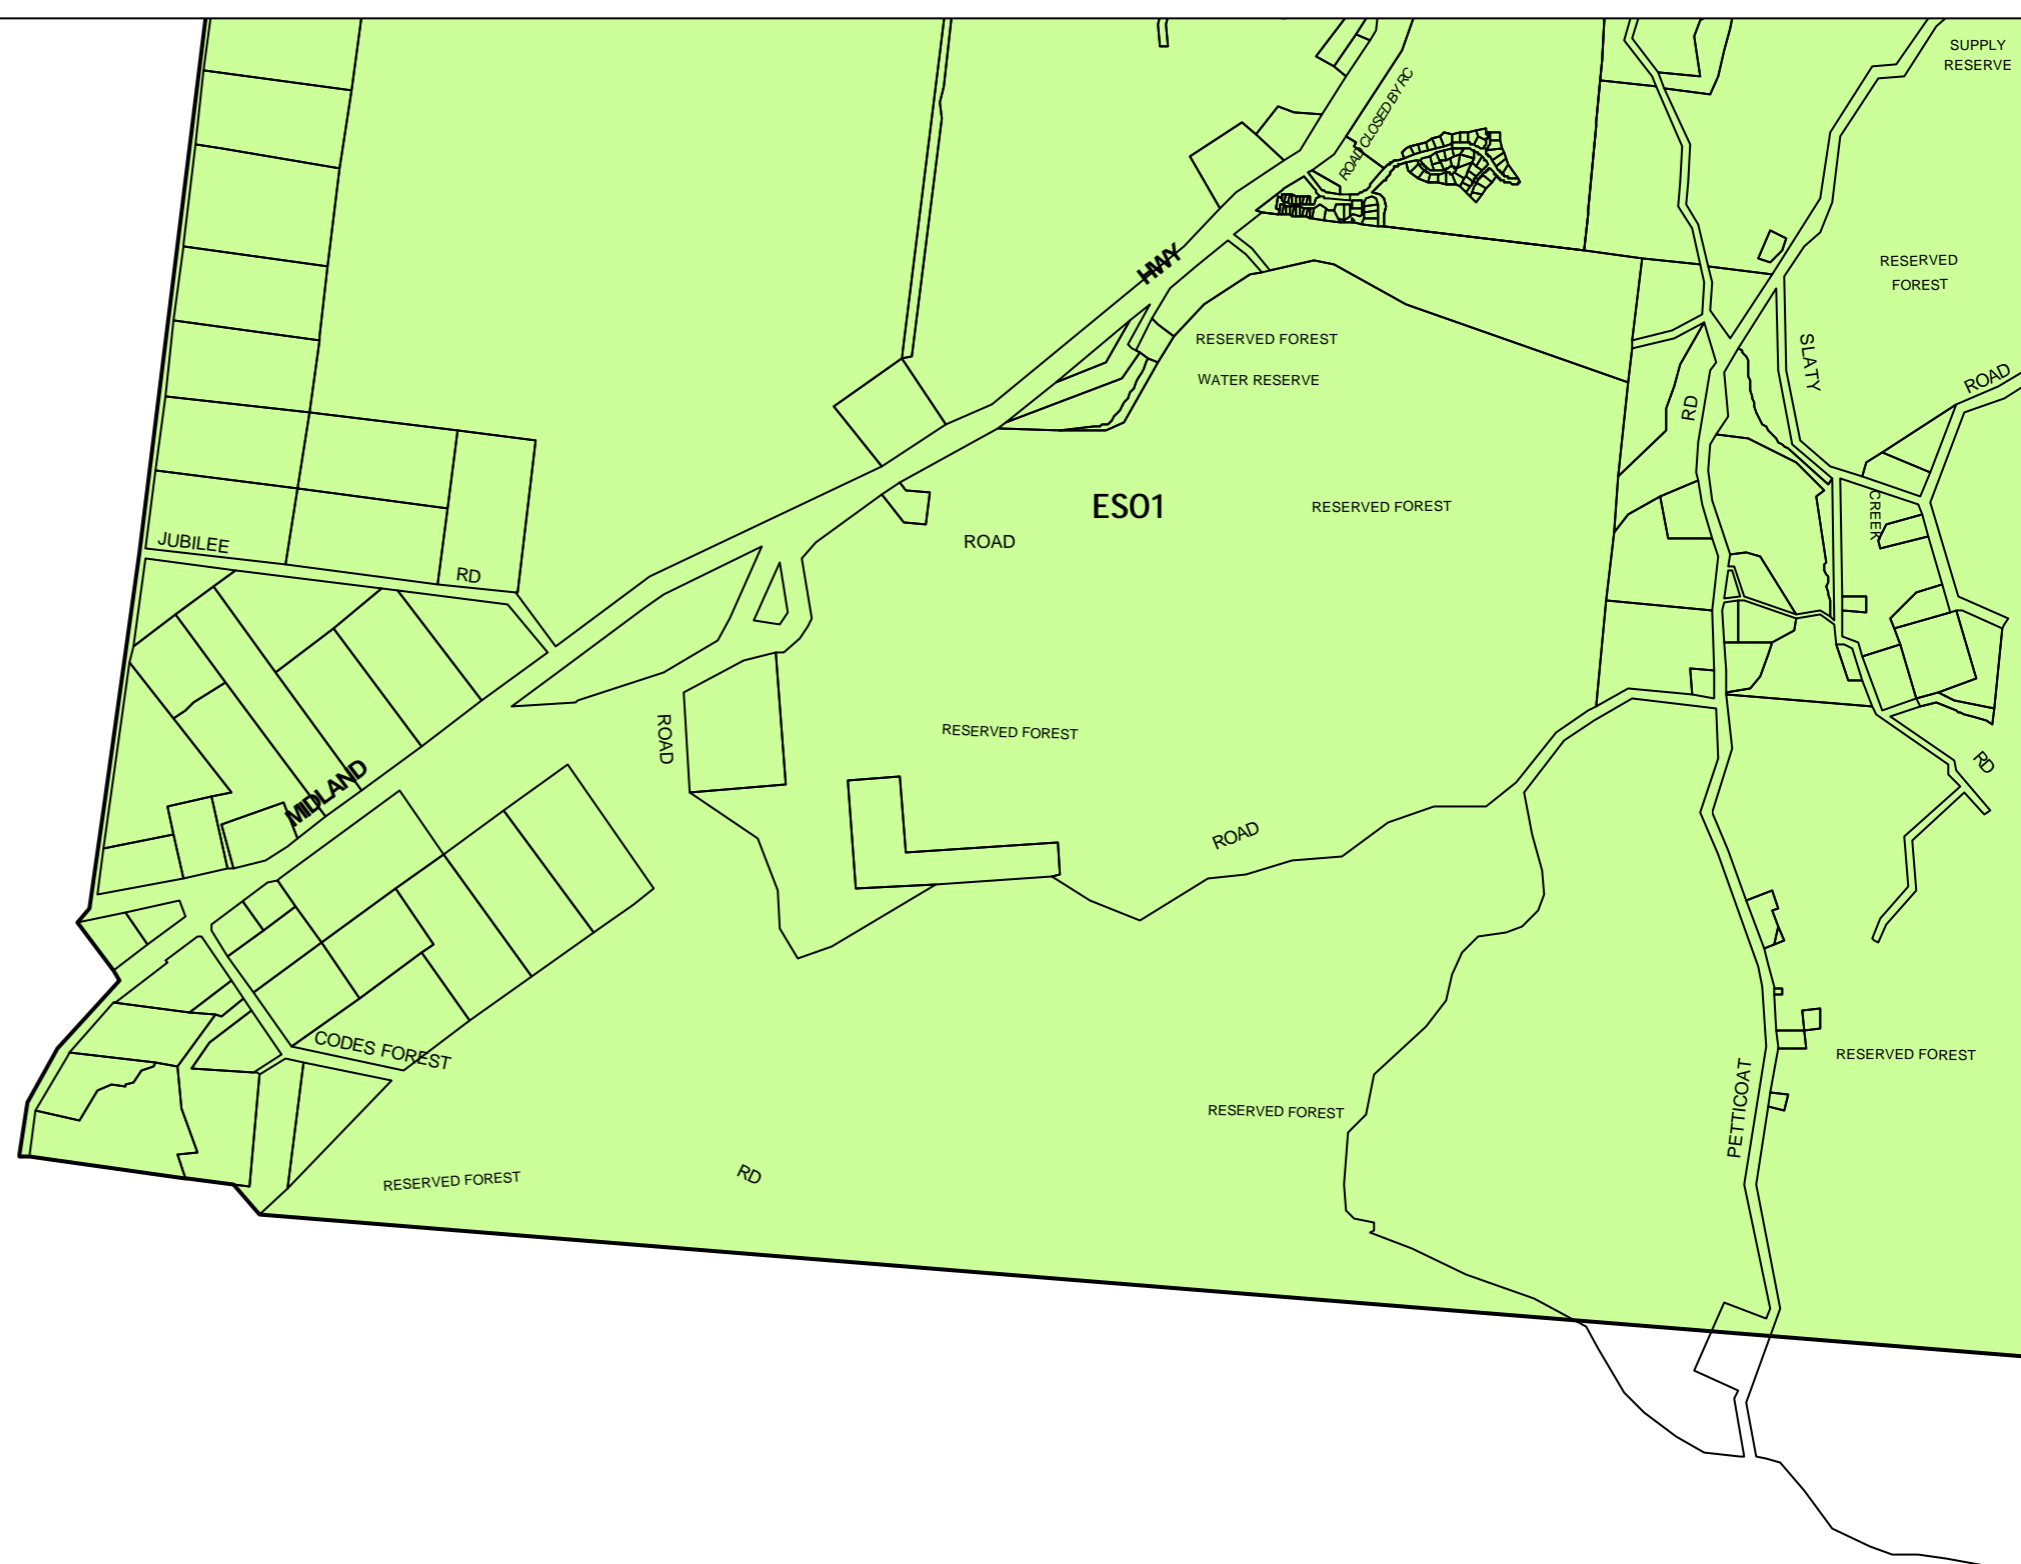 SUPPLY
RESERVE
ROAD CLOSED BY RC
HWY
RESERVED
FOREST
RESERVED FOREST
WATER RESERVE
SLATY
ROAD
RD
ES01
RESERVED FOREST
CREEK
ROAD
JUBILEE
RD
ROAD
RESERVED FOREST
RD
MIDLAND
ROAD
CODES FOREST
RESERVED FOREST
PETTICOAT
RESERVED FOREST
RESERVED FOREST
RD